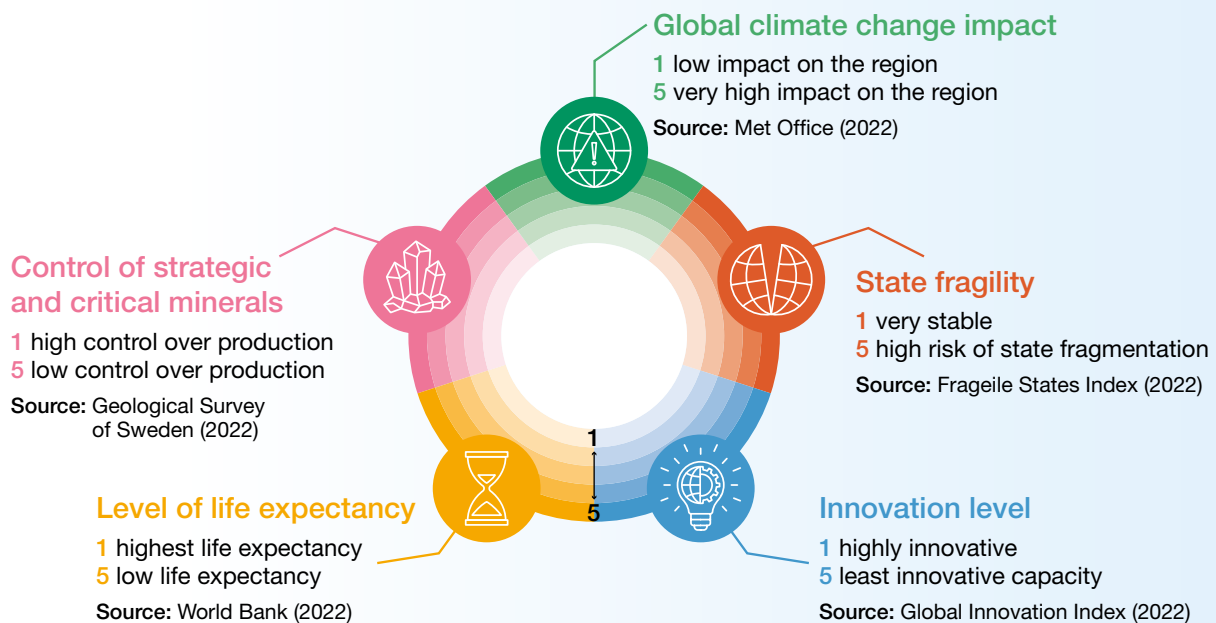 Global climate change impact
1 low impact on the region
5 very high impact on the region
Source: Met Office (2022)
Control of strategic
and critical minerals
1 high control over production
5 low control over production
Source: Geological Survey
of Sweden (2022)
State fragility
1 very stable
5 high risk of state fragmentation
Source: Frageile States Index (2022)
1
5
Level of life expectancy
1 highest life expectancy
5 low life expectancy
Source: World Bank (2022)
Innovation level
1 highly innovative
5 least innovative capacity
Source: Global Innovation Index (2022)